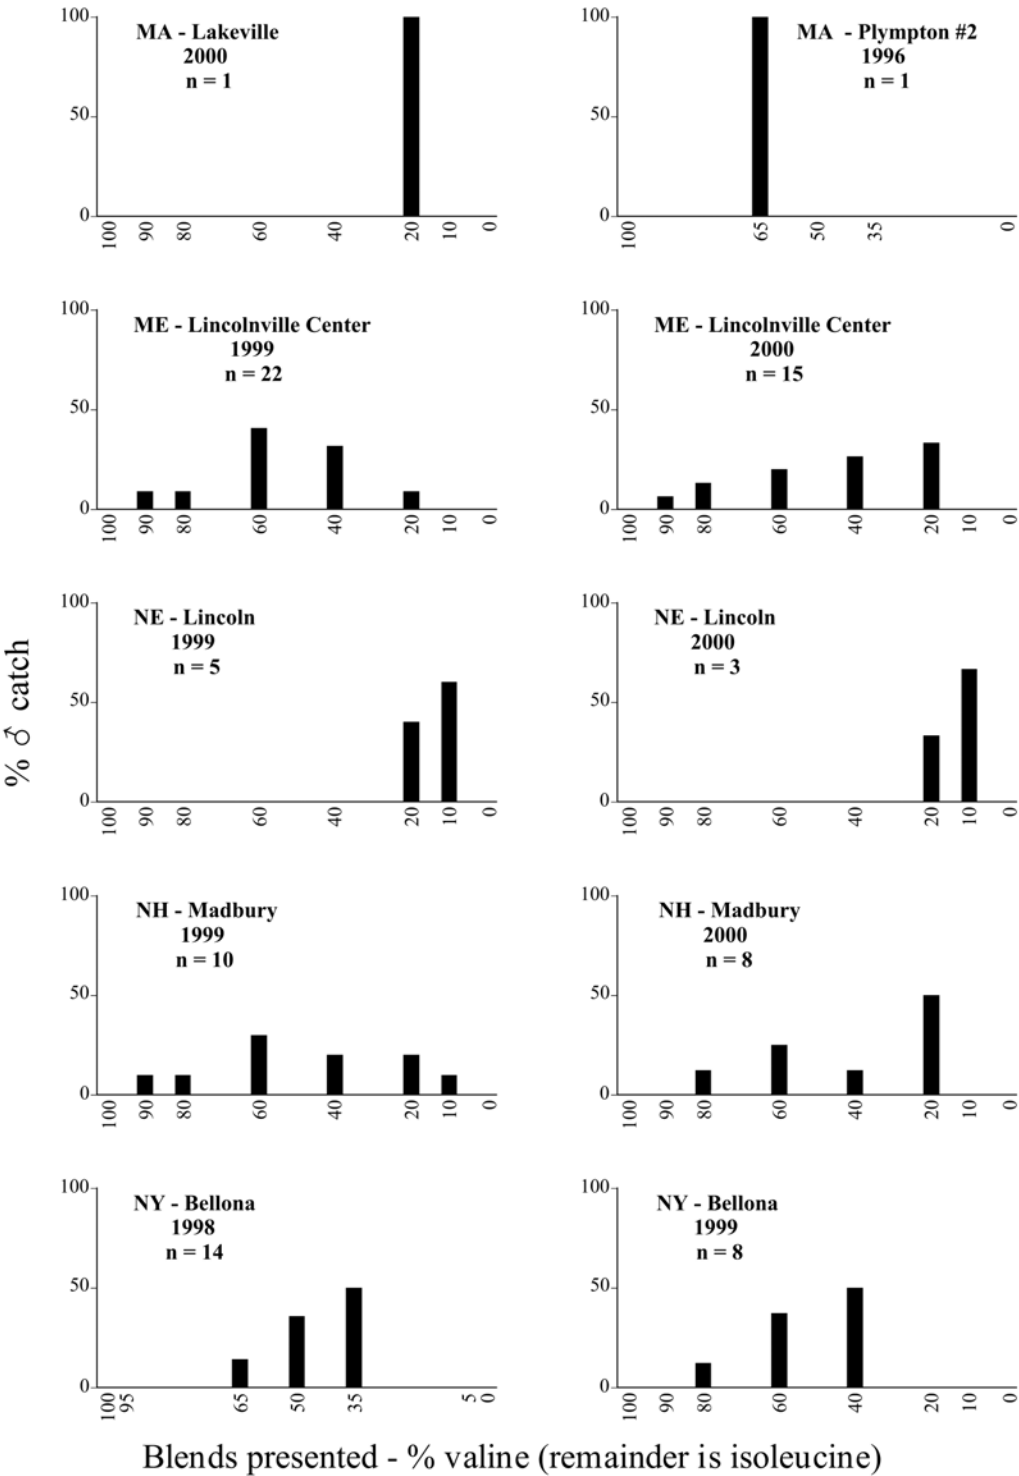 100
50
0
MA - Lakeville
2000
n = 1
100 90 80 60 40 20 10 0
100
50
0
MA - Plympton #2
1996
n = 1
100 65 50 35 0
100
50
0
ME - Lincolnville Center
1999
n = 22
100 90 80 60 40 20 10 0
100
50
0
ME - Lincolnville Center
2000
n = 15
100 90 80 60 40 20 10 0
% ♂ catch
100
50
0
NE - Lincoln
1999
n = 5
100 90 80 60 40 20 10 0
100
50
0
NE - Lincoln
2000
n = 3
100 90 80 60 40 20 10 0
100
50
0
NH - Madbury
1999
n = 10
100 90 80 60 40 20 10 0
100
50
0
NH - Madbury
2000
n = 8
100 90 80 60 40 20 10 0
100
50
0
NY - Bellona
1998
n = 14
100 95 65 50 35 5 0
100
50
0
NY - Bellona
1999
n = 8
100 90 80 60 40 20 10 0
Blends presented - % valine (remainder is isoleucine)